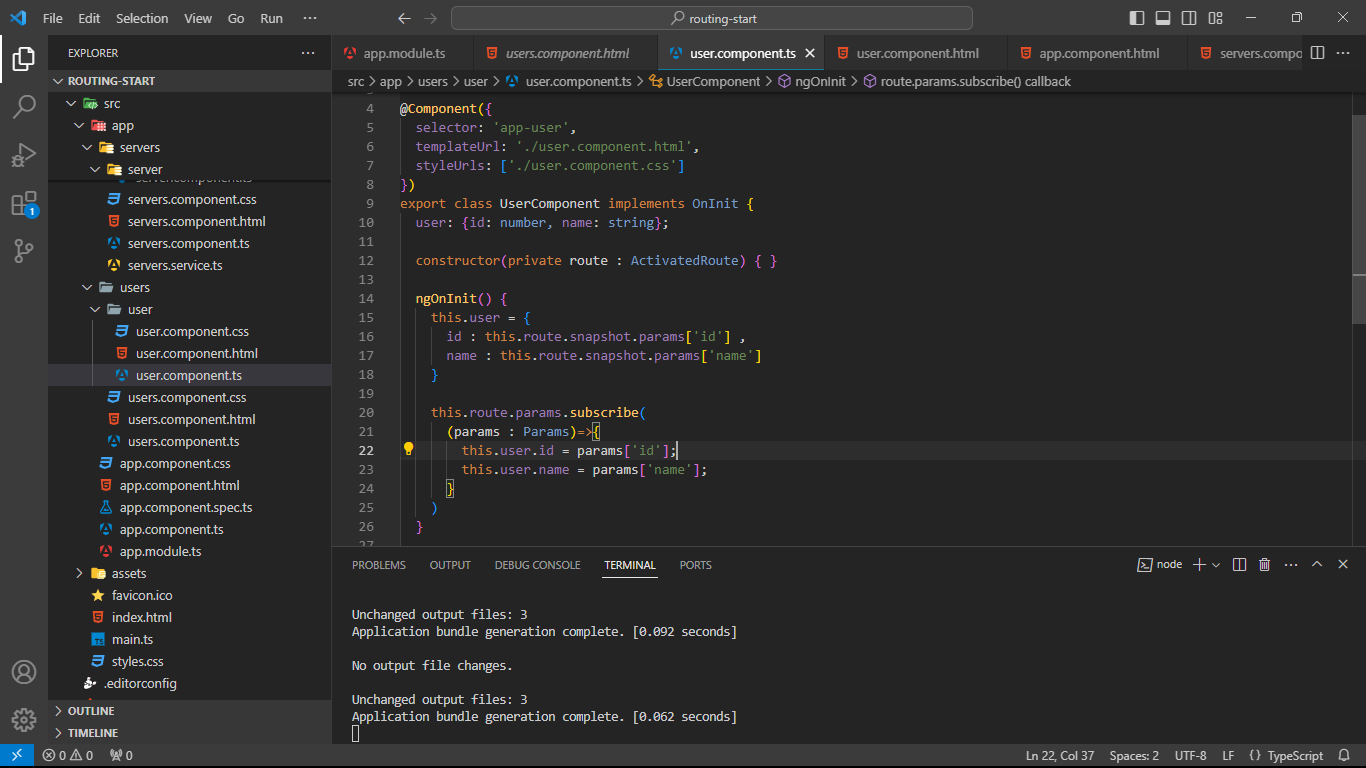 File Edit Selection View Go Run ···
routing-start
EXPLORER ···
ROUTING-START
src
app
servers
server
servers.component.css
servers.component.html
servers.component.ts
servers.service.ts
users
user
user.component.css
user.component.html
user.component.ts
users.component.css
users.component.html
users.component.ts
app.component.css
app.component.html
app.component.spec.ts
app.component.ts
app.module.ts
assets
favicon.ico
index.html
main.ts
styles.css
.editorconfig
OUTLINE
TIMELINE
1
app.module.ts users.component.html user.component.ts user.component.html app.component.html servers.compo
src > app > users > user > user.component.ts > UserComponent > ngOnInit > route.params.subscribe() callback
4 @Component({
5 selector: 'app-user',
6 templateUrl: './user.component.html',
7 styleUrls: ['./user.component.css']
8 })
9 export class UserComponent implements OnInit {
10 user: {id: number, name: string};
11
12 constructor(private route : ActivatedRoute) { }
13
14 ngOnInit() {
15 this.user = {
16 id : this.route.snapshot.params['id'] ,
17 name : this.route.snapshot.params['name']
18 }
19
20 this.route.params.subscribe(
21 (params : Params)=>{
22 this.user.id = params['id'];
23 this.user.name = params['name'];
24 }
25 )
26 }
27
PROBLEMS OUTPUT DEBUG CONSOLE TERMINAL PORTS
node
Unchanged output files: 3
Application bundle generation complete. [0.092 seconds]
No output file changes.
Unchanged output files: 3
Application bundle generation complete. [0.062 seconds]
0 0 0
Ln 22, Col 37 Spaces: 2 UTF-8 LF {} TypeScript